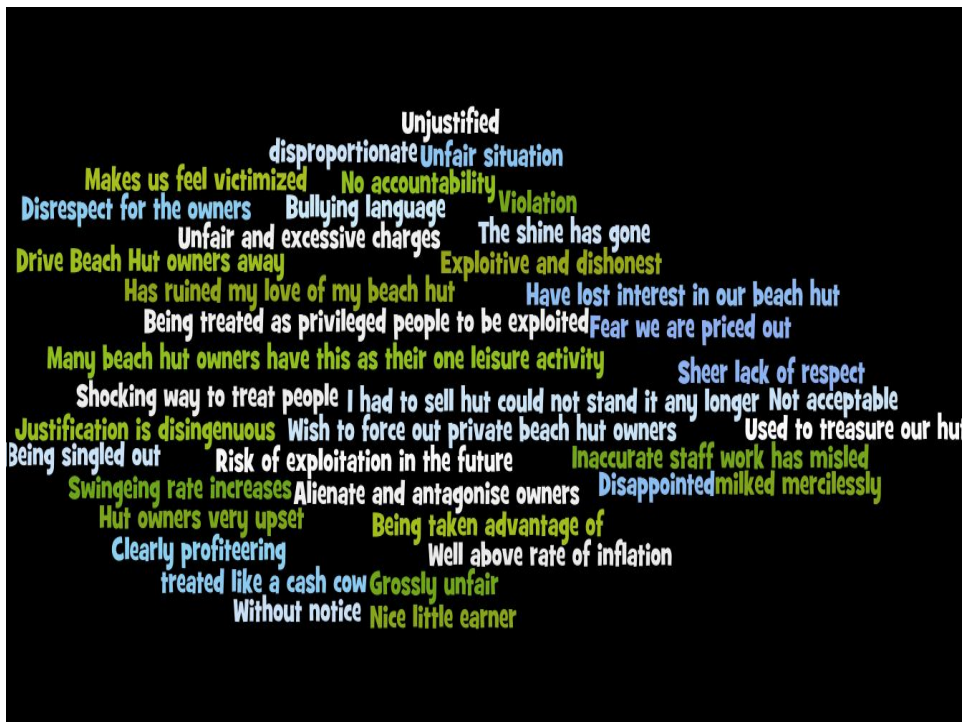 Unjustified
disproportionate Unfair situation
Makes us feel victimized No accountability
Violation
Disrespect for the owners Bullying language
Unfair and excessive charges The shine has gone
Drive Beach Hut owners away Exploitive and dishonest
Has ruined my love of my beach hut Have lost interest in our beach hut
Being treated as privileged people to be exploited Fear we are priced out
Many beach hut owners have this as their one leisure activity
Sheer lack of respect
Shocking way to treat people I had to sell hut could not stand it any longer Not acceptable
Justification is disingenuous Wish to force out private beach hut owners Used to treasure our hut
Being singled out Risk of exploitation in the future Inaccurate staff work has misled
Swingeing rate increases Alienate and antagonise owners Disappointed milked mercilessly
Hut owners very upset Being taken advantage of
Clearly profiteering Well above rate of inflation
treated like a cash cow Grossly unfair
Without notice Nice little earner